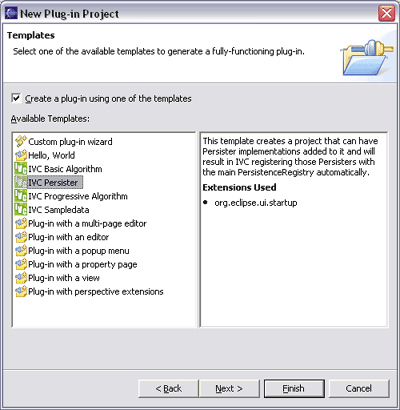 New Plug-in Project
Templates
Select one of the available templates to generate a fully-functioning plug-in.
Create a plug-in using one of the templates
Available Templates:
Custom plug-in wizard
Hello, World
IVC Basic Algorithm
IVC Persister
IVC Progressive Algorithm
IVC Sampledata
Plug-in with a multi-page editor
Plug-in with an editor
Plug-in with a popup menu
Plug-in with a property page
Plug-in with a view
Plug-in with perspective extensions
This template creates a project that can have
Persister implementations added to it and will
result in IVC registering those Persisters with
the main PersistenceRegistry automatically.
Extensions Used
• org.eclipse.ui.startup
< Back
Next >
Finish
Cancel